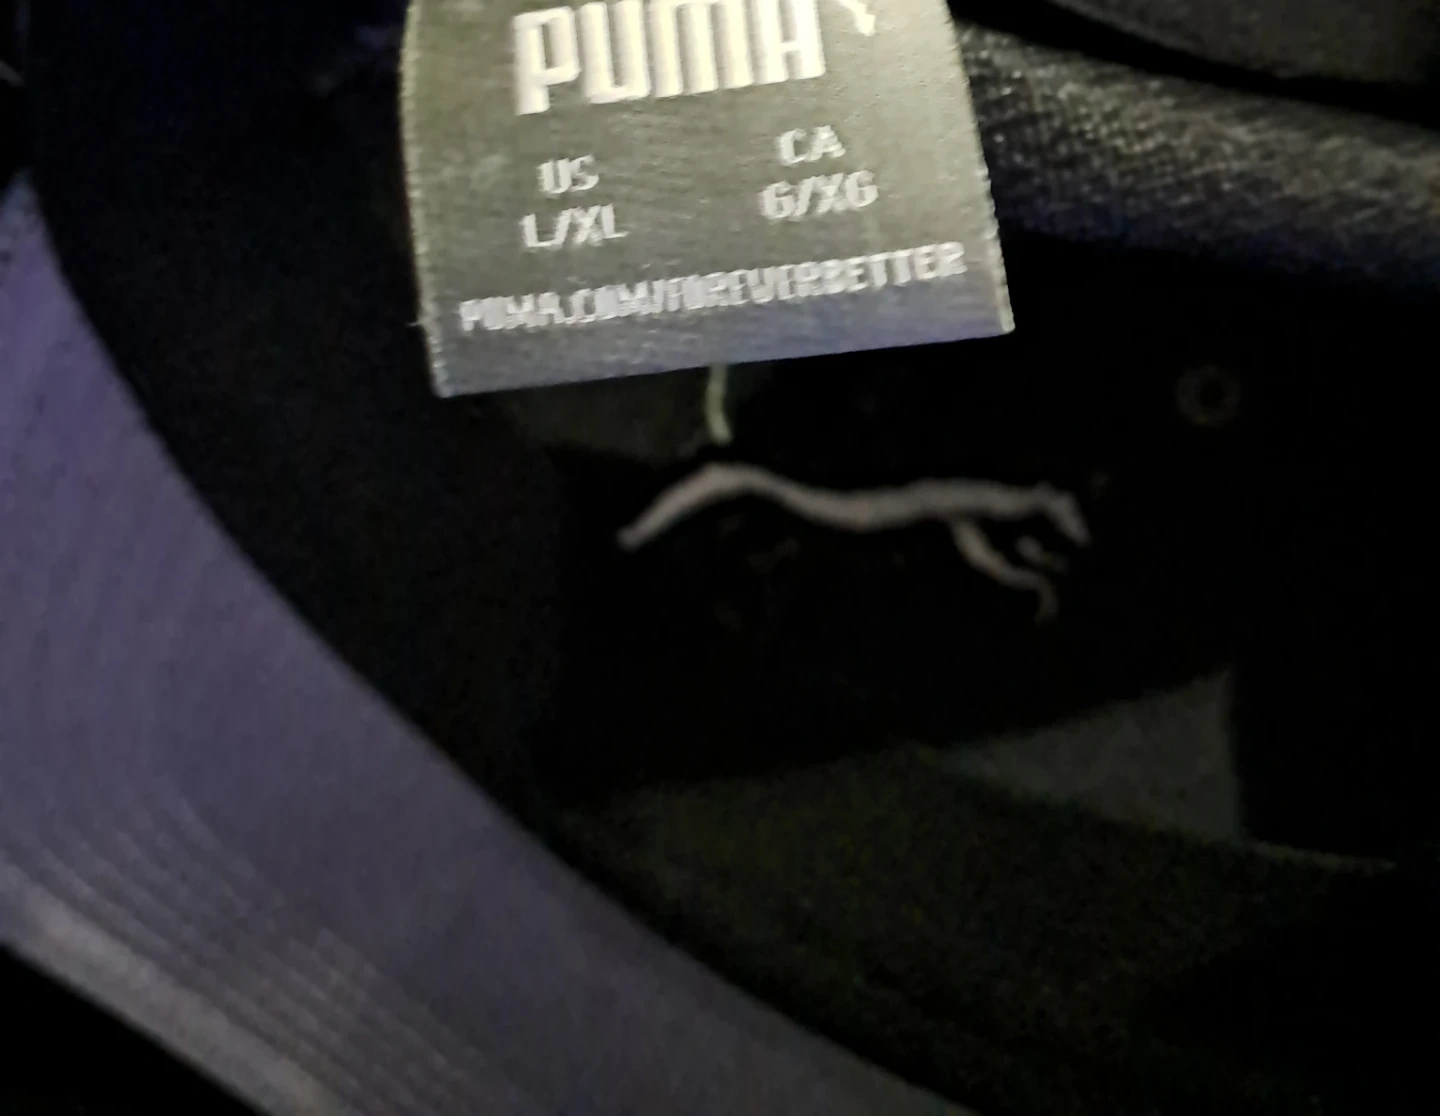 PUMA
US CA
L/XL G/XG
PUMA.COM/FOREVERBETTER